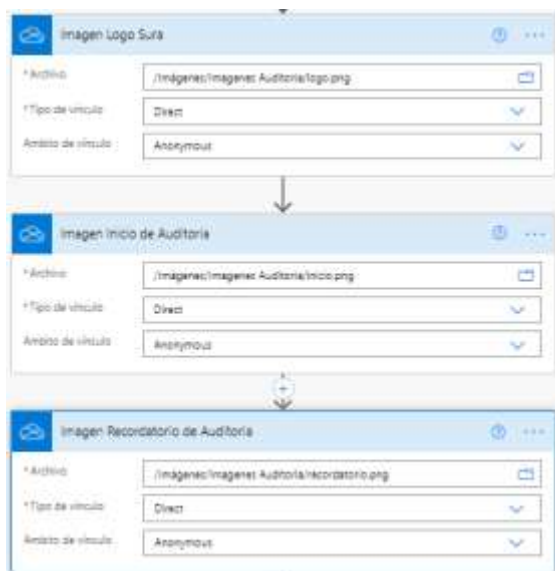 Imagen Logo Sura
* Archivo
/Imágenes/Imagenes Auditoria/logo.png
* Tipo de vínculo
Direct
Ámbito de vínculo
Anonymous
Imagen Inicio de Auditoria
* Archivo
/Imágenes/Imagenes Auditoria/inicio.png
* Tipo de vínculo
Direct
Ámbito de vínculo
Anonymous
Imagen Recordatorio de Auditoria
* Archivo
/Imágenes/Imagenes Auditoria/recordatorio.png
* Tipo de vínculo
Direct
Ámbito de vínculo
Anonymous